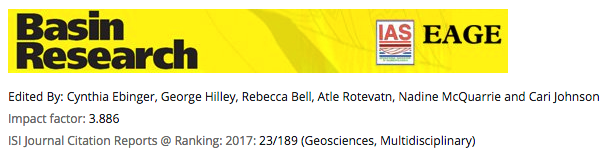 Basin
Research
IAS
EAGE
Edited By: Cynthia Ebinger, George Hilley, Rebecca Bell, Atle Rotevatn, Nadine McQuarrie and Cari Johnson
Impact factor: 3.886
ISI Journal Citation Reports @ Ranking: 2017: 23/189 (Geosciences, Multidisciplinary)